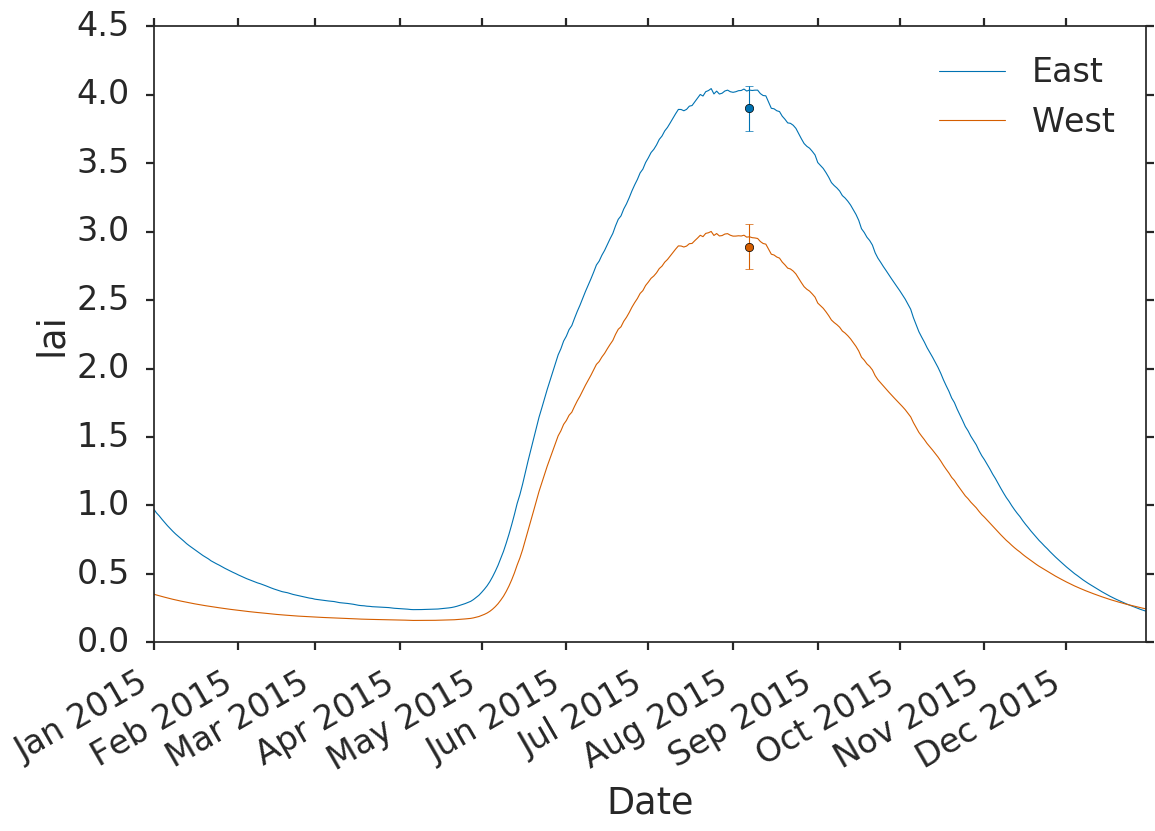 4.5
4.0
3.5
3.0
2.5
2.0
1.5
1.0
0.5
0.0
lai
East
West
Jan 2015
Feb 2015
Mar 2015
Apr 2015
May 2015
Jun 2015
Jul 2015
Aug 2015
Sep 2015
Oct 2015
Nov 2015
Dec 2015
Date